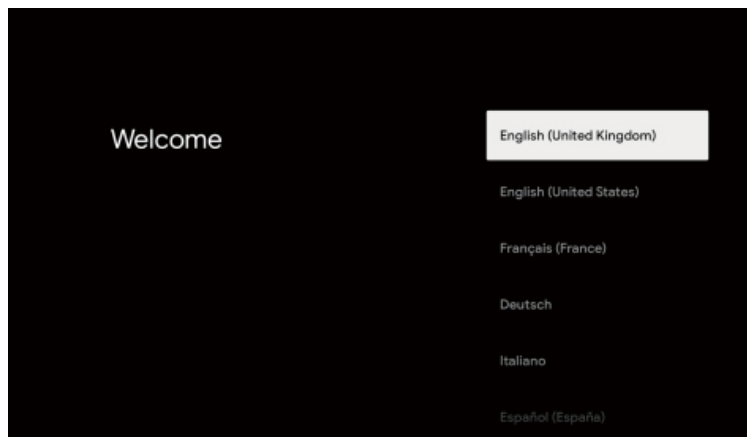 Welcome
English (United Kingdom)
English (United States)
Français (France)
Deutsch
Italiano
Español (España)